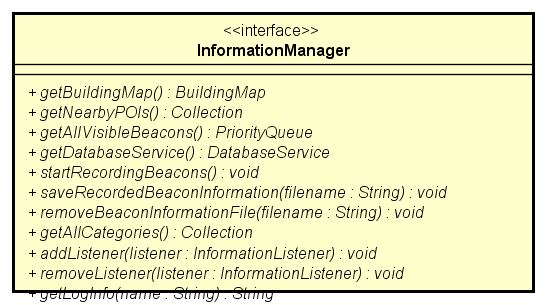 <<interface>>
InformationManager
+ getBuildingMap() : BuildingMap
+ getNearbyPOIs() : Collection
+ getAllVisibleBeacons() : PriorityQueue
+ getDatabaseService() : DatabaseService
+ startRecordingBeacons() : void
+ saveRecordedBeaconInformation(filename : String) : void
+ removeBeaconInformationFile(filename : String) : void
+ getAllCategories() : Collection
+ addListener(listener : InformationListener) : void
+ removeListener(listener : InformationListener) : void
+ getLogInfo(name : String) : String